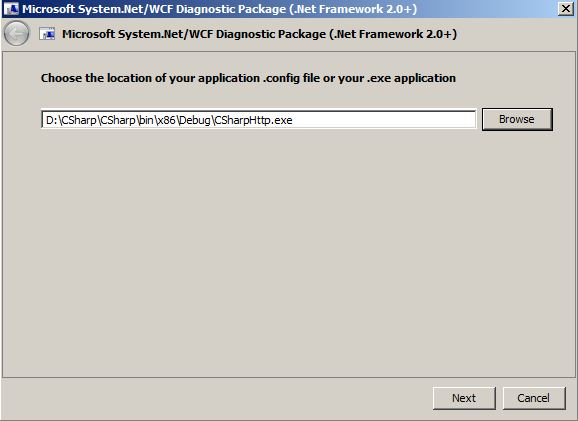 Microsoft System.Net/WCF Diagnostic Package (.Net Framework 2.0+)
Microsoft System.Net/WCF Diagnostic Package (.Net Framework 2.0+)
Choose the location of your application .config file or your .exe application
D:\CSharp\CSharp\bin\x86\Debug\CSharpHttp.exe
Browse
Next
Cancel